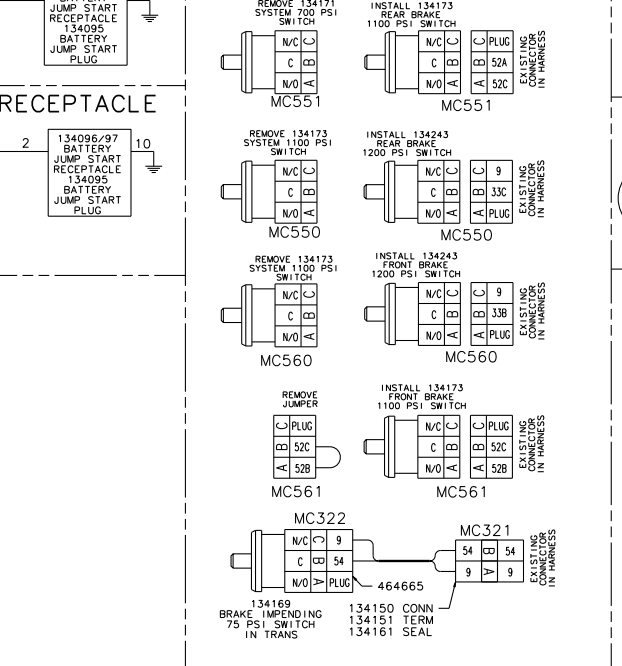 BATTERY
JUMP START
RECEPTACLE
134095
BATTERY
JUMP START
PLUG
RECEPTACLE
2
134096/97
BATTERY
JUMP START
RECEPTACLE
134095
BATTERY
JUMP START
PLUG
10
REMOVE 134171
SYSTEM 700 PSI
SWITCH
N/C C
C B
N/O A
MC551
INSTALL 134173
REAR BRAKE
1100 PSI SWITCH
N/C C
C B
N/O A
C PLUG
B 52A
A 52C
EXISTING
CONNECTOR
IN HARNESS
MC551
REMOVE 134173
SYSTEM 1100 PSI
SWITCH
N/C C
C B
N/O A
MC550
INSTALL 134243
REAR BRAKE
1200 PSI SWITCH
N/C C
C B
N/O A
C 9
B 33C
A PLUG
EXISTING
CONNECTOR
IN HARNESS
MC550
REMOVE 134173
SYSTEM 1100 PSI
SWITCH
N/C C
C B
N/O A
MC560
INSTALL 134243
FRONT BRAKE
1200 PSI SWITCH
N/C C
C B
N/O A
C 9
B 33B
A PLUG
EXISTING
CONNECTOR
IN HARNESS
MC560
REMOVE
JUMPER
C PLUG
B 52C
A 52B
MC561
INSTALL 134173
FRONT BRAKE
1100 PSI SWITCH
N/C C
C B
N/O A
C PLUG
B 52C
A 52B
EXISTING
CONNECTOR
IN HARNESS
MC561
MC322
N/C C 9
C B 54
N/O A PLUG
464665
134169
BRAKE IMPENDING
75 PSI SWITCH
IN TRANS
MC321
54 B 54
9 A 9
EXISTING
CONNECTOR
IN HARNESS
134150 CONN
134151 TERM
134161 SEAL